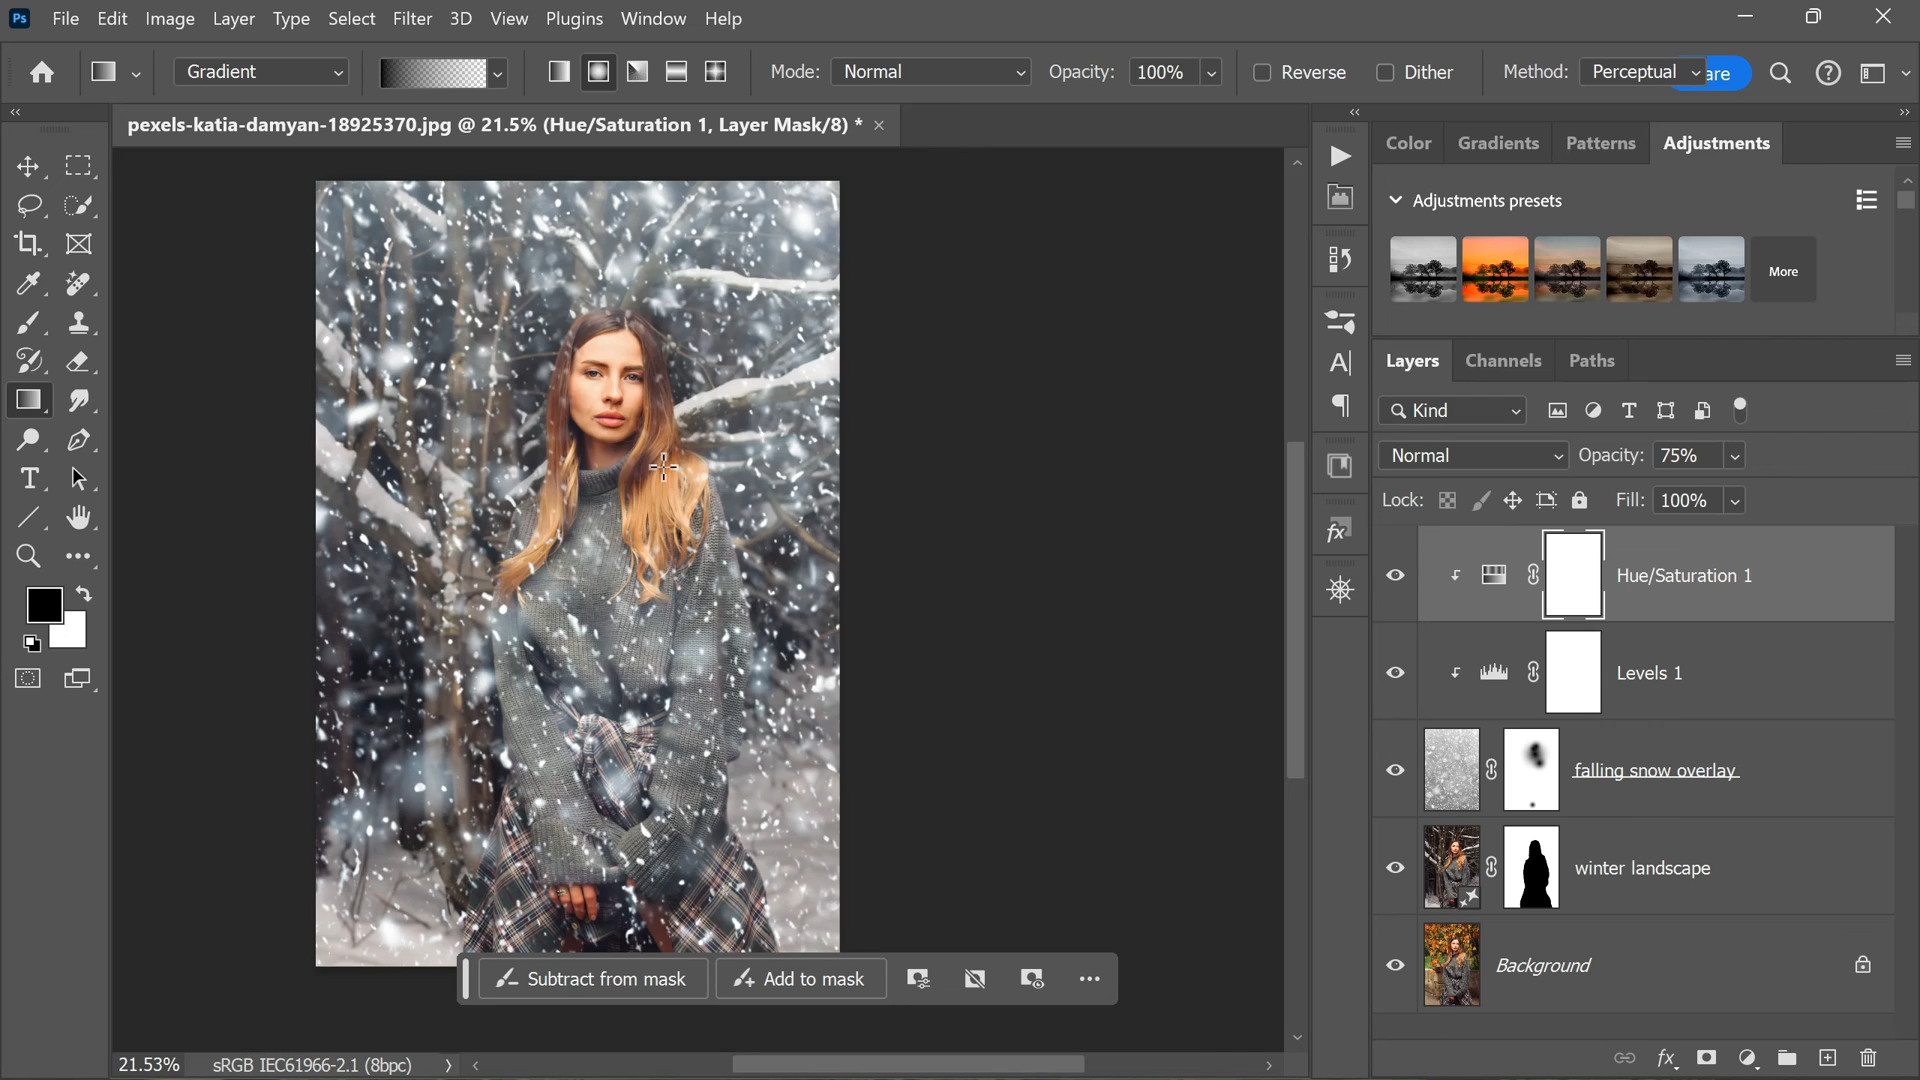 Ps File Edit Image Layer Type Select Filter 3D View Plugins Window Help
Gradient Mode: Normal Opacity: 100% Reverse Dither Method: Perceptual are
pexels-katia-damyan-18925370.jpg @ 21.5% (Hue/Saturation 1, Layer Mask/8) *
Color Gradients Patterns Adjustments
Adjustments presets
More
Layers Channels Paths
Kind
Normal Opacity: 75%
Lock: Fill: 100%
Hue/Saturation 1
Levels 1
falling snow overlay
winter landscape
Background
Subtract from mask Add to mask
21.53% sRGB IEC61966-2.1 (8bpc)